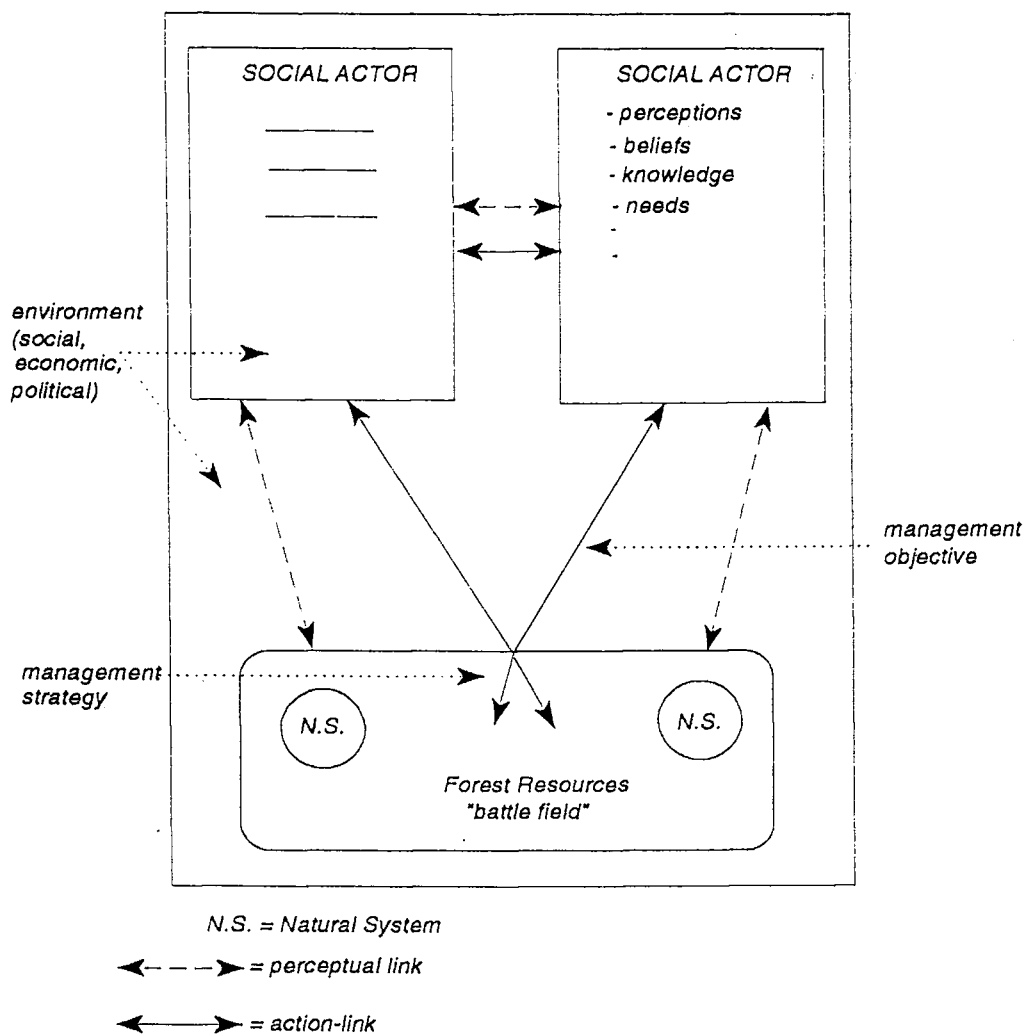 SOCIAL ACTOR
SOCIAL ACTOR
- perceptions
- beliefs
- knowledge
- needs
-
-
environment
(social,
economic,
political)
management
objective
management
strategy
N.S.
N.S.
Forest Resources
"battle field"
N.S. = Natural System
= perceptual link
= action-link